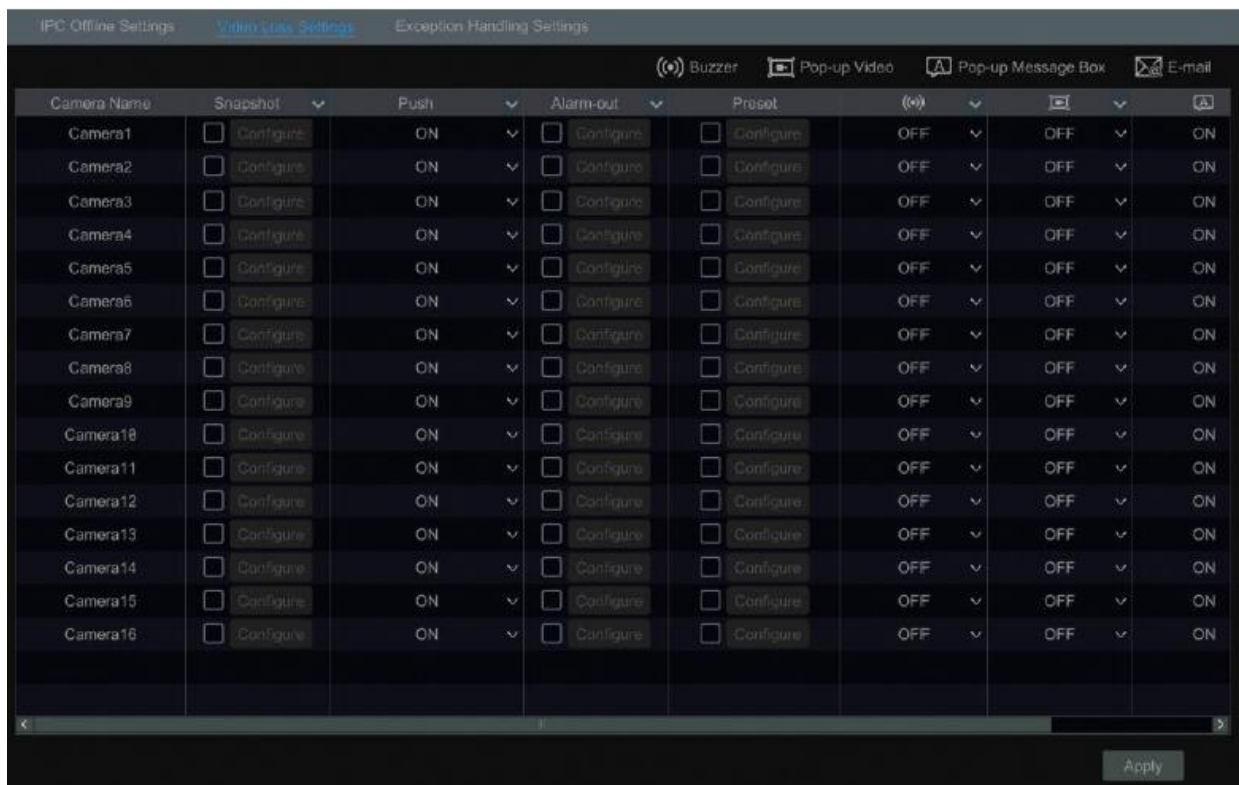 IPC Offline Settings Video Loss Settings Exception Handling Settings
Buzzer Pop-up Video A Pop-up Message Box E-mail
Camera Name Snapshot Push Alarm-out Preset A
Camera1 Configure ON Configure Configure OFF OFF ON
Camera2 Configure ON Configure Configure OFF OFF ON
Camera3 Configure ON Configure Configure OFF OFF ON
Camera4 Configure ON Configure Configure OFF OFF ON
Camera5 Configure ON Configure Configure OFF OFF ON
Camera6 Configure ON Configure Configure OFF OFF ON
Camera7 Configure ON Configure Configure OFF OFF ON
Camera8 Configure ON Configure Configure OFF OFF ON
Camera9 Configure ON Configure Configure OFF OFF ON
Camera10 Configure ON Configure Configure OFF OFF ON
Camera11 Configure ON Configure Configure OFF OFF ON
Camera12 Configure ON Configure Configure OFF OFF ON
Camera13 Configure ON Configure Configure OFF OFF ON
Camera14 Configure ON Configure Configure OFF OFF ON
Camera15 Configure ON Configure Configure OFF OFF ON
Camera16 Configure ON Configure Configure OFF OFF ON
Apply